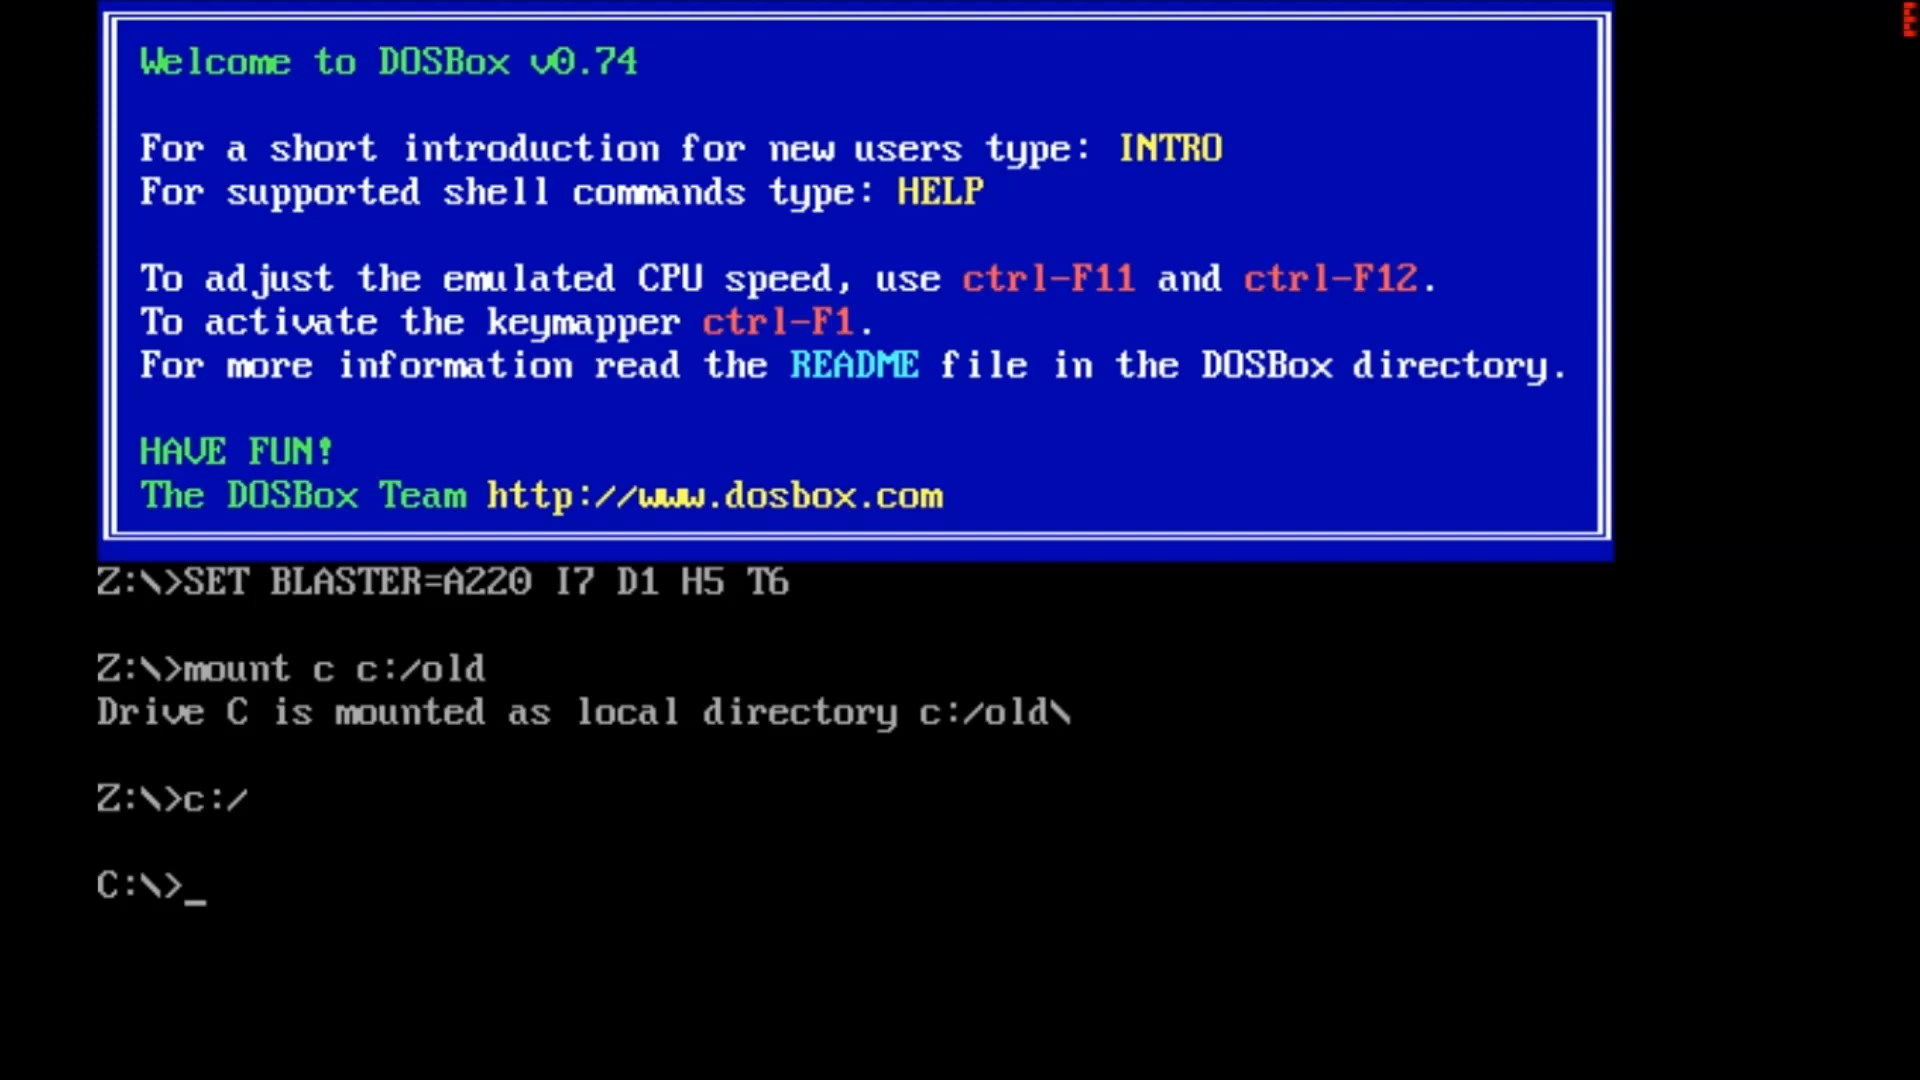 Welcome to DOSBox v0.74
For a short introduction for new users type: INTRO
For supported shell commands type: HELP
To adjust the emulated CPU speed, use ctrl-F11 and ctrl-F12.
To activate the keymapper ctrl-F1.
For more information read the README file in the DOSBox directory.
HAVE FUN!
The DOSBox Team http://www.dosbox.com
Z:\>SET BLASTER=A220 I7 D1 H5 T6
Z:\>mount c c:/old
Drive C is mounted as local directory c:/old\
Z:\>c:/
C:\>_